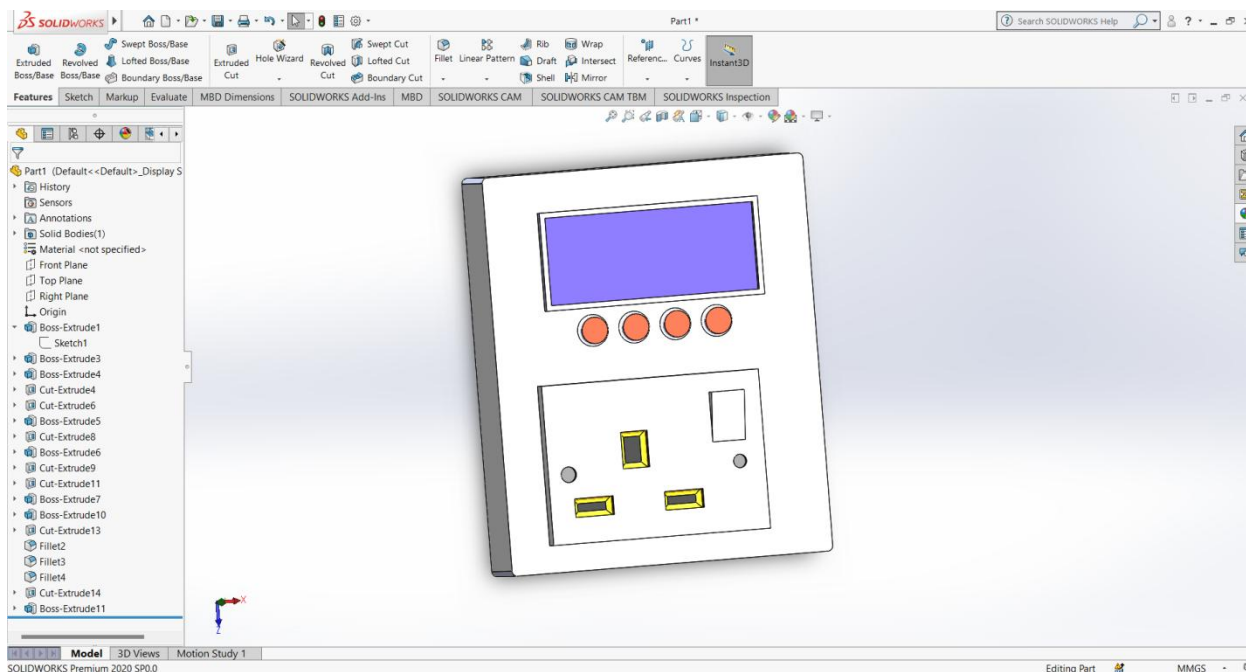 SOLIDWORKS
Part1 *
Search SOLIDWORKS Help
Extruded Boss/Base
Revolved Boss/Base
Swept Boss/Base
Lofted Boss/Base
Boundary Boss/Base
Extruded Cut
Hole Wizard
Revolved Cut
Swept Cut
Lofted Cut
Boundary Cut
Fillet
Linear Pattern
Rib
Draft
Shell
Wrap
Intersect
Mirror
Referenc...
Curves
Instant3D
Features Sketch Markup Evaluate MBD Dimensions SOLIDWORKS Add-Ins MBD SOLIDWORKS CAM SOLIDWORKS CAM TBM SOLIDWORKS Inspection
Part1 (Default<<Default>_Display S
History
Sensors
Annotations
Solid Bodies(1)
Material <not specified>
Front Plane
Top Plane
Right Plane
Origin
Boss-Extrude1
Sketch1
Boss-Extrude3
Boss-Extrude4
Cut-Extrude4
Cut-Extrude6
Boss-Extrude5
Cut-Extrude8
Boss-Extrude6
Cut-Extrude9
Cut-Extrude11
Boss-Extrude7
Boss-Extrude10
Cut-Extrude13
Fillet2
Fillet3
Fillet4
Cut-Extrude14
Boss-Extrude11
X
Z
Model 3D Views Motion Study 1
SOLIDWORKS Premium 2020 SP0.0
Editing Part
MMGS